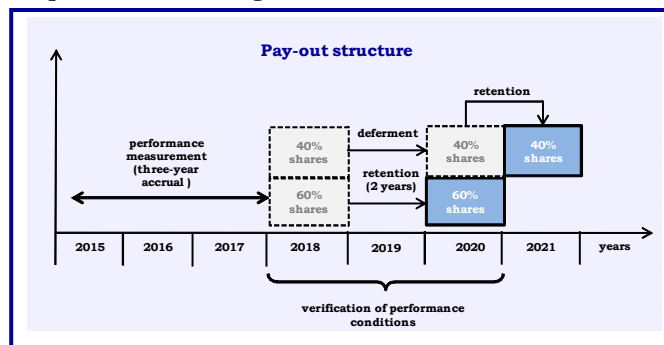 Pay-out structure
retention
performance
measurement
(three-year
accrual )
40%
shares
deferment
40%
shares
40%
shares
60%
shares
retention
(2 years)
60%
shares
2015 2016 2017 2018 2019 2020 2021 years
verification of performance
conditions